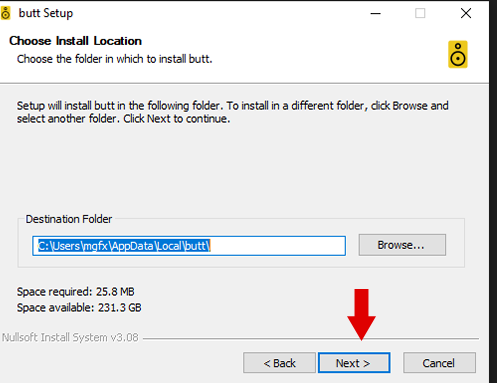 butt Setup
Choose Install Location
Choose the folder in which to install butt.
Setup will install butt in the following folder. To install in a different folder, click Browse and
select another folder. Click Next to continue.
Destination Folder
C:\Users\mgfx\AppData\Local\butt\
Browse...
Space required: 25.8 MB
Space available: 231.3 GB
Nullsoft Install System v3.08
< Back
Next >
Cancel